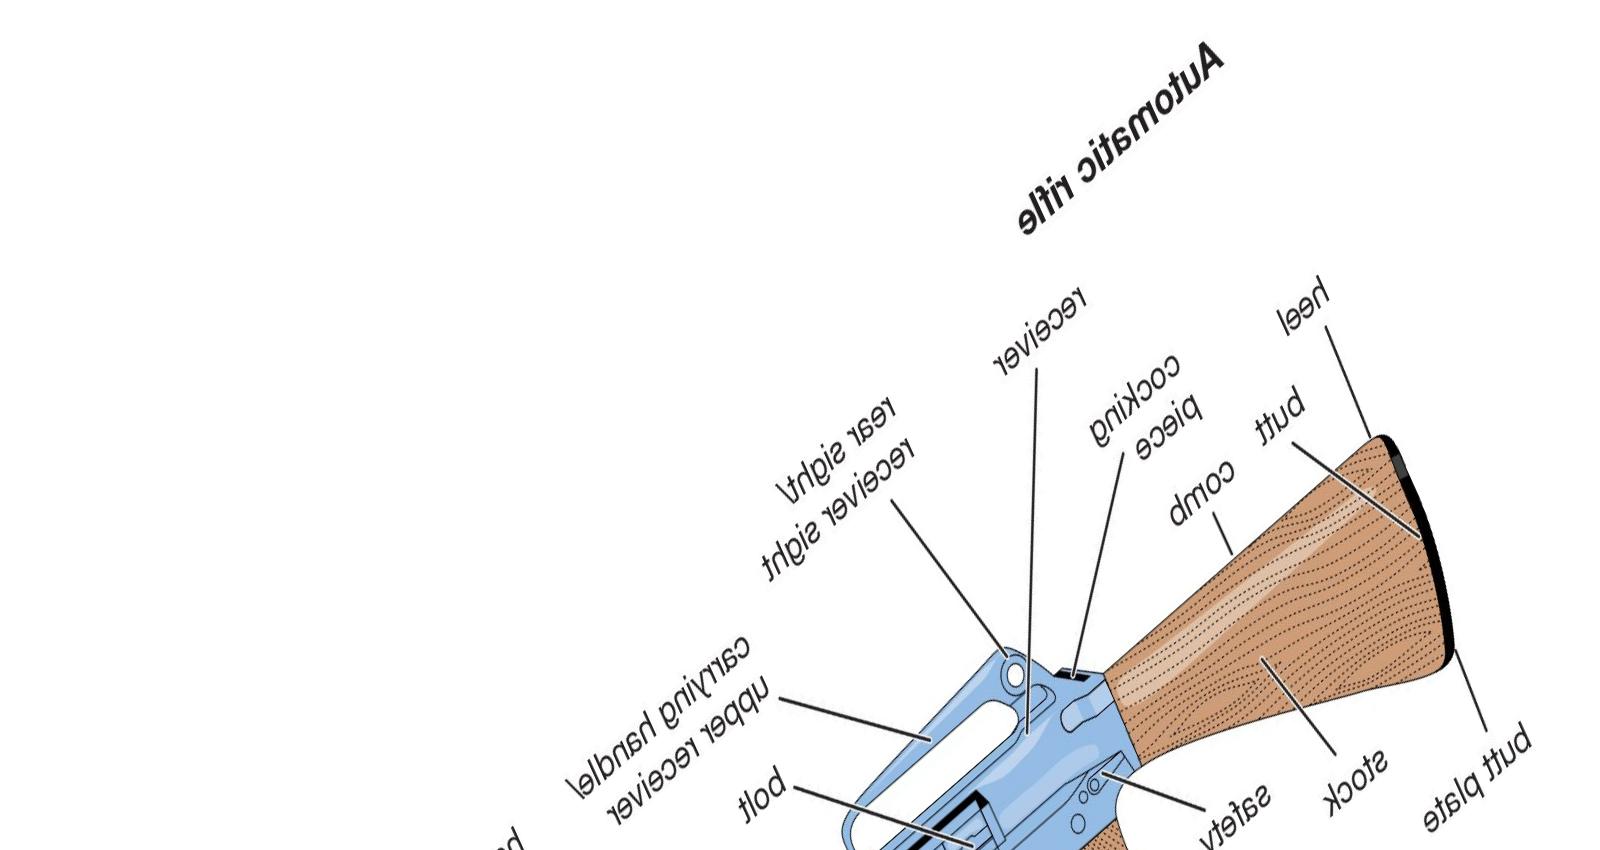 Automatic rifle
heel
receiver
cocking
piece
butt
rear sight/
receiver sight
comb
carrying handle/
upper receiver
bolt
safety
stock
butt plate